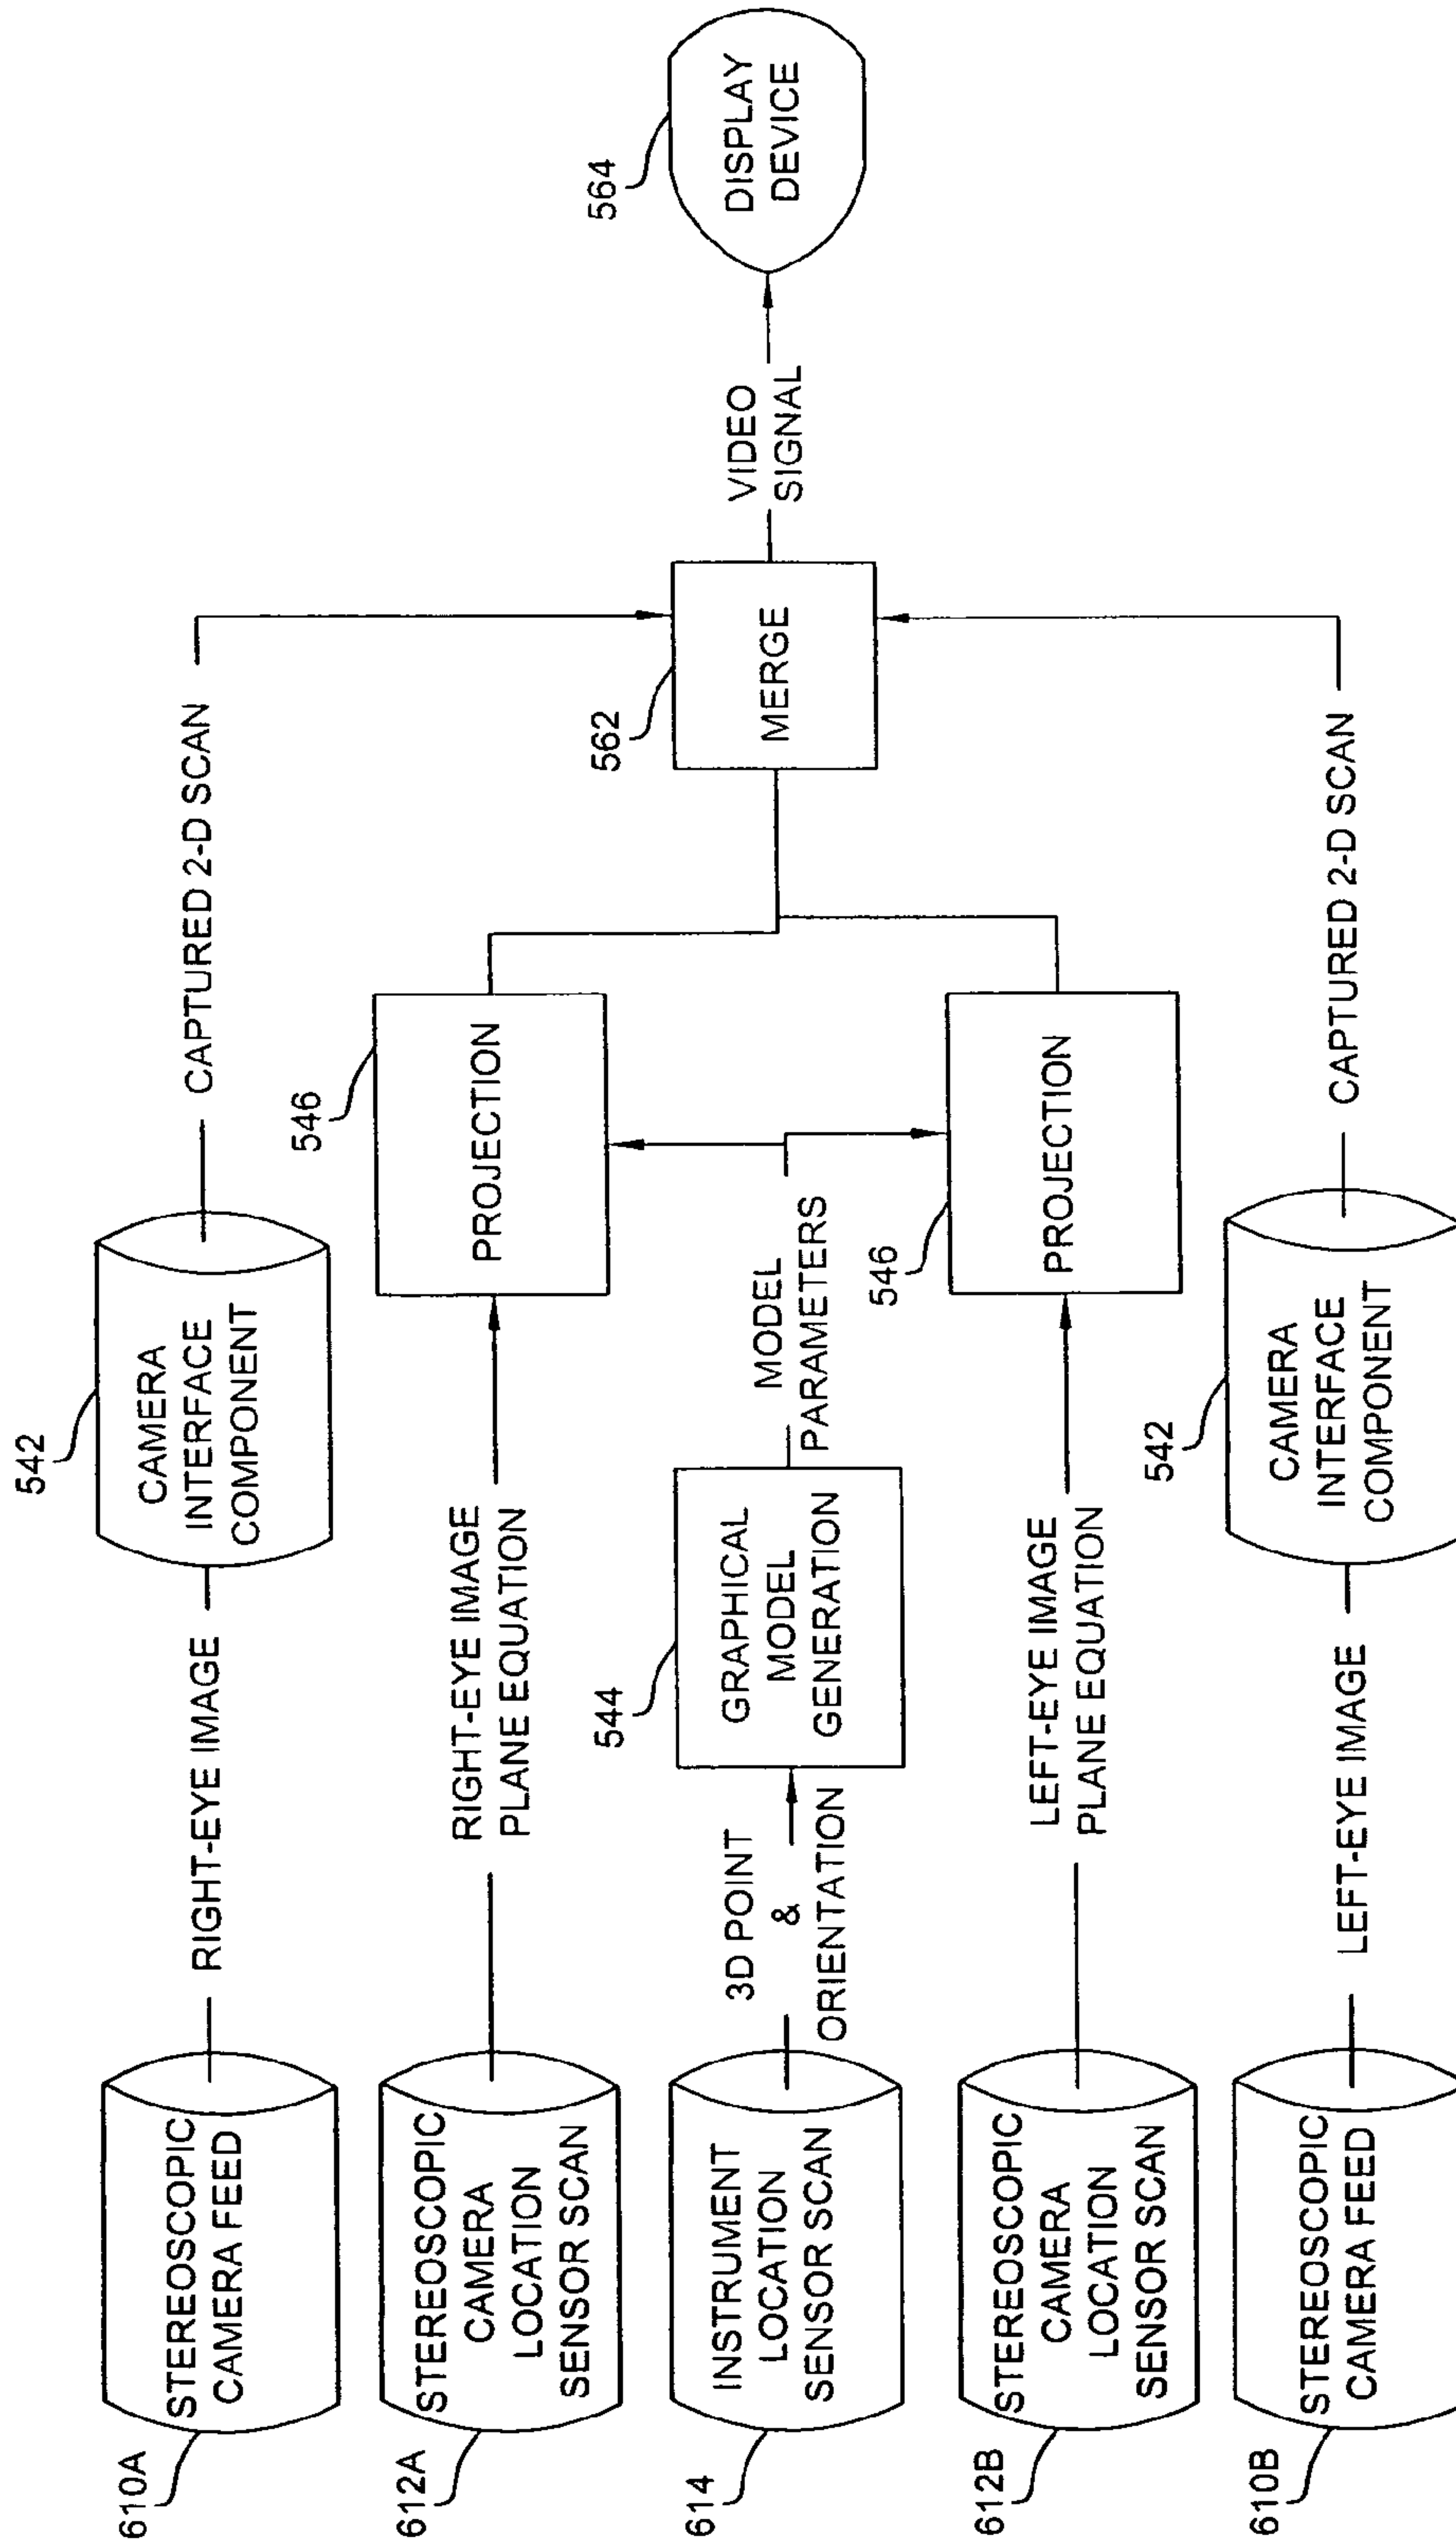 610A
STEREOSCOPIC
CAMERA FEED
RIGHT-EYE IMAGE
542
CAMERA
INTERFACE
COMPONENT
CAPTURED 2-D SCAN
612A
STEREOSCOPIC
CAMERA
LOCATION
SENSOR SCAN
RIGHT-EYE IMAGE
PLANE EQUATION
546
PROJECTION
614
INSTRUMENT
LOCATION
SENSOR SCAN
3D POINT
&
ORIENTATION
544
GRAPHICAL
MODEL
GENERATION
MODEL
PARAMETERS
562
MERGE
VIDEO
SIGNAL
564
DISPLAY
DEVICE
612B
STEREOSCOPIC
CAMERA
LOCATION
SENSOR SCAN
LEFT-EYE IMAGE
PLANE EQUATION
546
PROJECTION
610B
STEREOSCOPIC
CAMERA FEED
LEFT-EYE IMAGE
542
CAMERA
INTERFACE
COMPONENT
CAPTURED 2-D SCAN